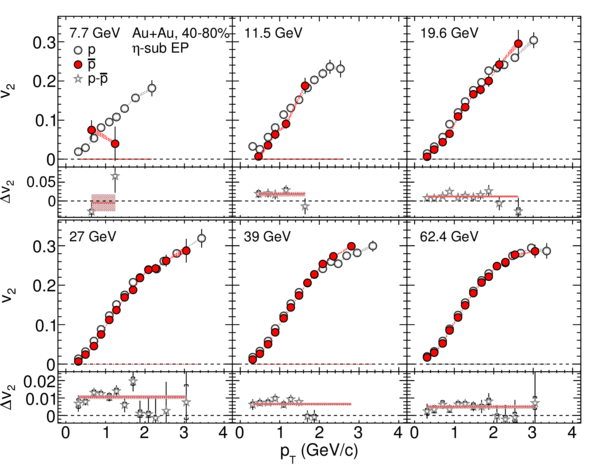 7.7 GeV Au+Au, 40-80%
η-sub EP
p
p̅
p-p̅
11.5 GeV
19.6 GeV
v₂
0.3
0.2
0.1
0
Δv₂
0.05
0
27 GeV
39 GeV
62.4 GeV
v₂
0.3
0.2
0.1
0
Δv₂
0.02
0.01
0
0 1 2 3 4 0 1 2 3 4 0 1 2 3 4
p_T (GeV/c)